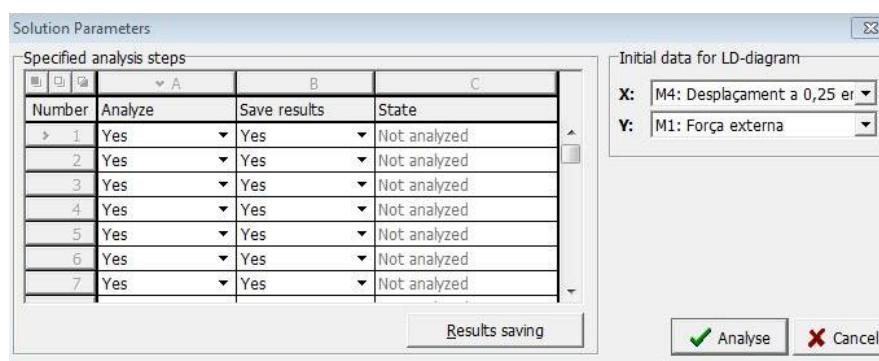 Solution Parameters
Specified analysis steps
A B C
Number Analyze Save results State
1 Yes Yes Not analyzed
2 Yes Yes Not analyzed
3 Yes Yes Not analyzed
4 Yes Yes Not analyzed
5 Yes Yes Not analyzed
6 Yes Yes Not analyzed
7 Yes Yes Not analyzed
Results saving
Initial data for LD-diagram
X: M4: Desplaçament a 0,25 er
Y: M1: Força externa
Analyse Cancel